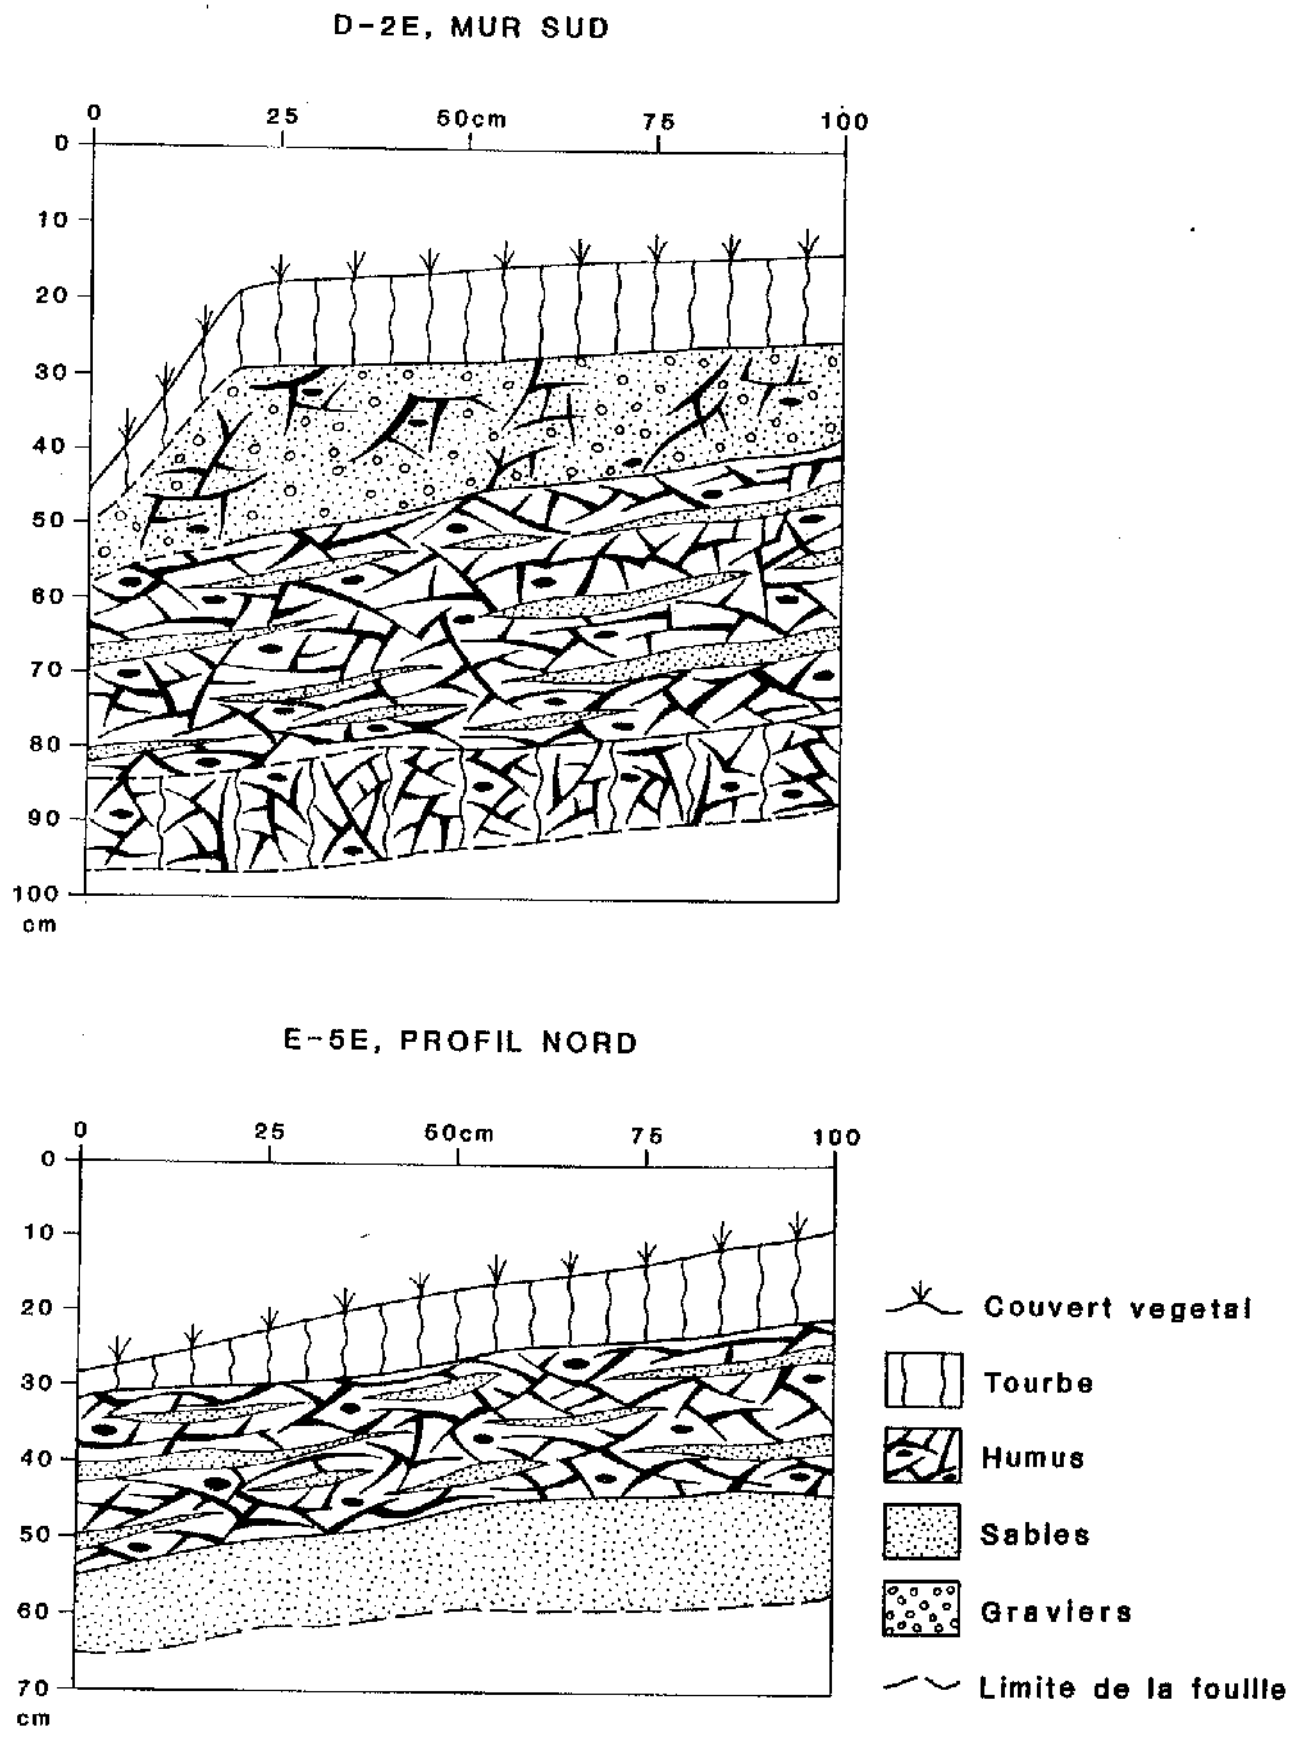 D-2E, MUR SUD
0 25 50cm 75 100
0
10
20
30
40
50
60
70
80
90
100
cm
E-5E, PROFIL NORD
0 25 50cm 75 100
0
10
20
30
40
50
60
70
cm
Couvert vegetal
Tourbe
Humus
Sables
Graviers
Limite de la fouille